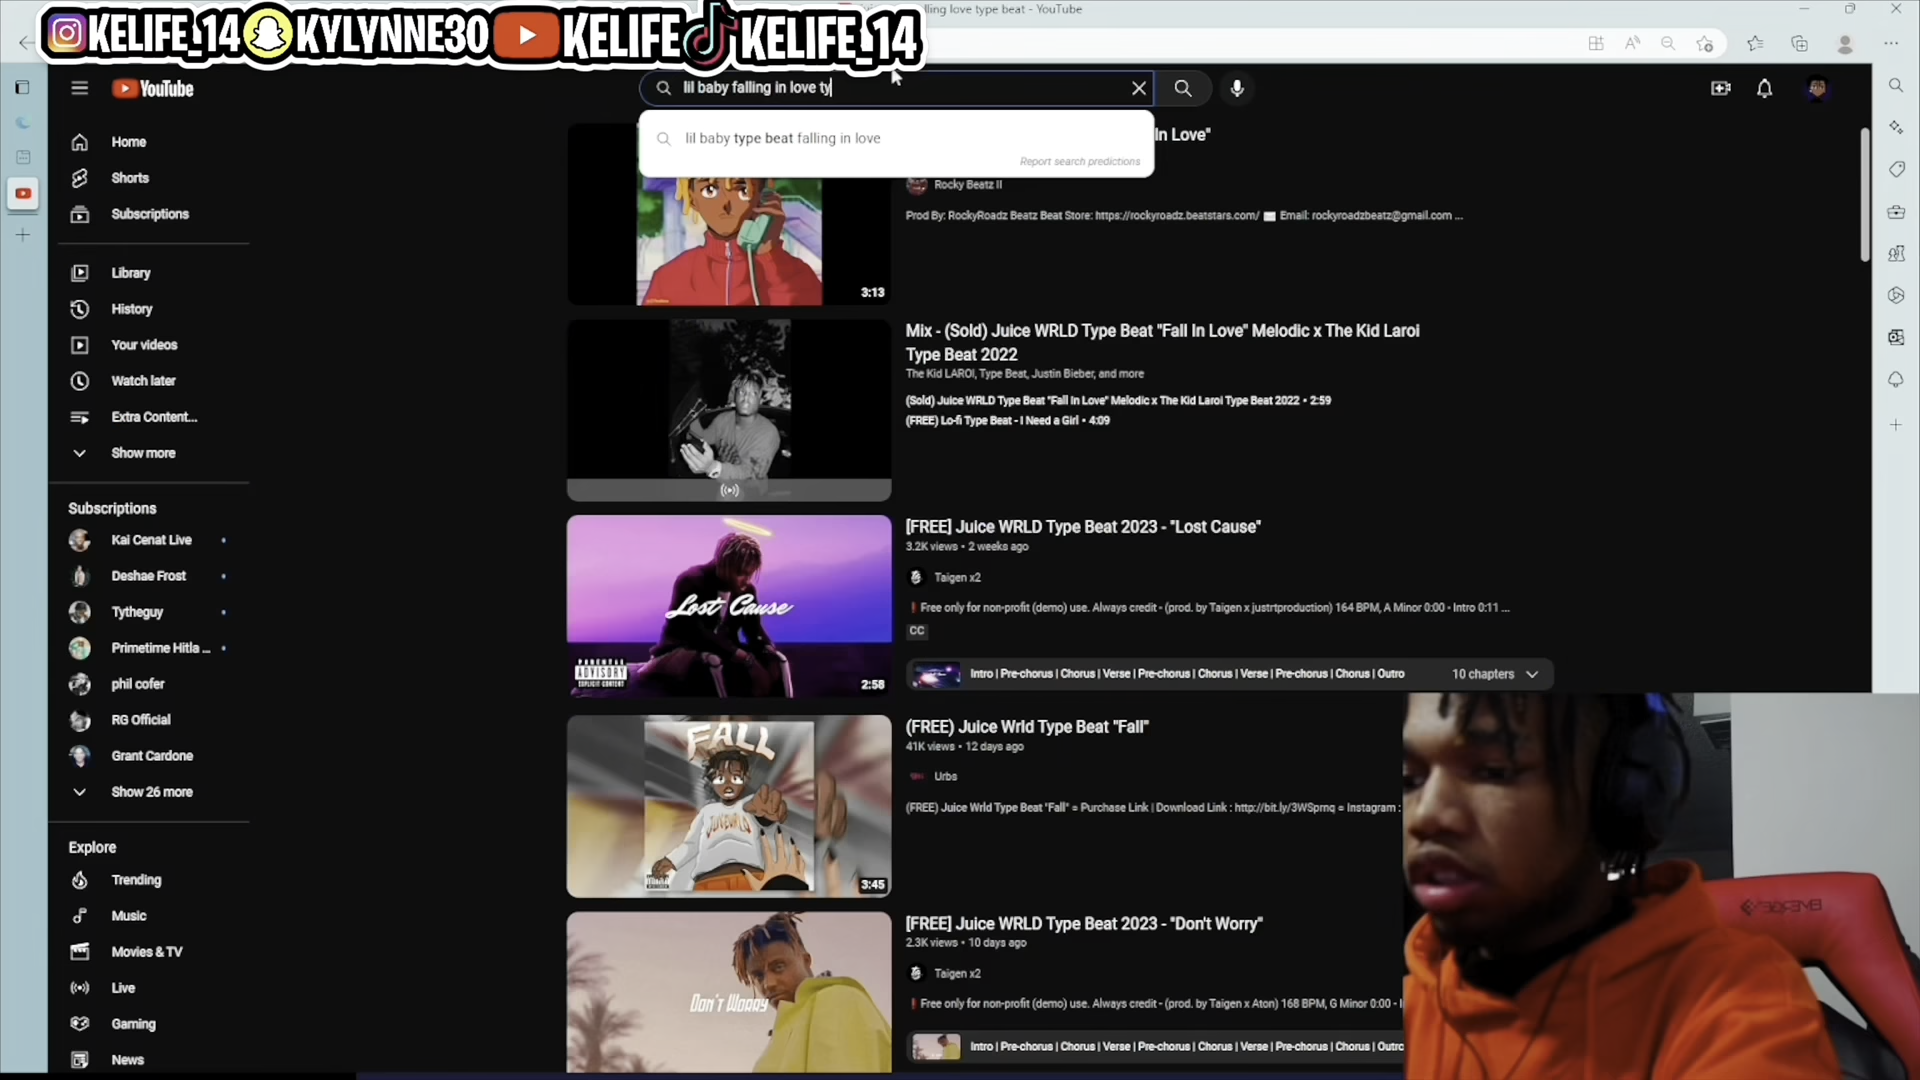 KELIFE_14 KYLYNNE30 KELIFE KELIFE_14
lling love type beat - YouTube
YouTube
lil baby falling in love ty
lil baby type beat falling in love
Report search predictions
In Love"
Rocky Beatz II
Prod By: RockyRoadz Beatz Beat Store: https://rockyroadz.beatstars.com/ Email: rockyroadzbeatz@gmail.com ...
3:13
Mix - (Sold) Juice WRLD Type Beat "Fall In Love" Melodic x The Kid Laroi
Type Beat 2022
The Kid LAROI, Type Beat, Justin Bieber, and more
(Sold) Juice WRLD Type Beat "Fall In Love" Melodic x The Kid Laroi Type Beat 2022 • 2:59
(FREE) Lo-fi Type Beat - I Need a Girl • 4:09
[FREE] Juice WRLD Type Beat 2023 - "Lost Cause"
3.2K views • 2 weeks ago
Taigen x2
Free only for non-profit (demo) use. Always credit - (prod. by Taigen x justrtproduction) 164 BPM, A Minor 0:00 - Intro 0:11 ...
CC
Intro | Pre-chorus | Chorus | Verse | Pre-chorus | Chorus | Verse | Pre-chorus | Chorus | Outro
10 chapters
Lost Cause
PARENTAL
ADVISORY
EXPLICIT CONTENT
2:58
(FREE) Juice Wrld Type Beat "Fall"
41K views • 12 days ago
Urbs
(FREE) Juice Wrld Type Beat "Fall" = Purchase Link | Download Link : http://bit.ly/3WSprnq = Instagram :
FALL
JUICEWRLD
3:45
[FREE] Juice WRLD Type Beat 2023 - "Don't Worry"
2.3K views • 10 days ago
Taigen x2
Free only for non-profit (demo) use. Always credit - (prod. by Taigen x Aton) 168 BPM, G Minor 0:00 - I
Intro | Pre-chorus | Chorus | Verse | Pre-chorus | Chorus | Verse | Pre-chorus | Chorus | Outro
DON'T WORRY
Home
Shorts
Subscriptions
Library
History
Your videos
Watch later
Extra Content...
Show more
Subscriptions
Kai Cenat Live
Deshae Frost
Tytheguy
Primetime Hitla ...
phil cofer
RG Official
Grant Cardone
Show 26 more
Explore
Trending
Music
Movies & TV
Live
Gaming
News